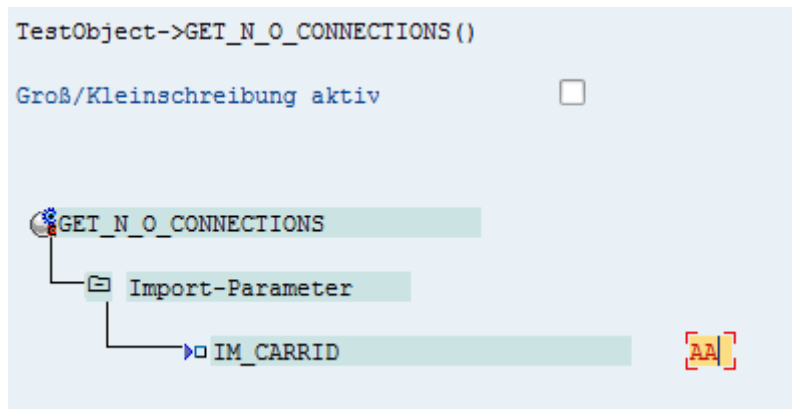 TestObject->GET_N_O_CONNECTIONS()
Groß/Kleinschreibung aktiv
GET_N_O_CONNECTIONS
Import-Parameter
IM_CARRID AA